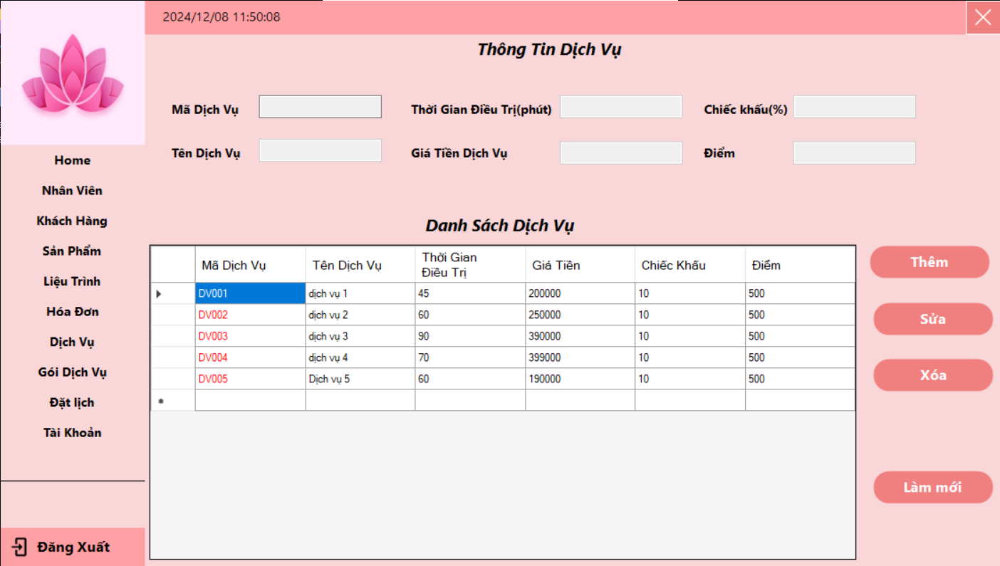 2024/12/08 11:50:08
Thông Tin Dịch Vụ
Mã Dịch Vụ
Thời Gian Điều Trị(phút)
Chiếc khấu(%)
Tên Dịch Vụ
Giá Tiền Dịch Vụ
Điểm
Home
Nhân Viên
Khách Hàng
Sản Phẩm
Liệu Trình
Hóa Đơn
Dịch Vụ
Gói Dịch Vụ
Đặt lịch
Tài Khoản
Đăng Xuất
Danh Sách Dịch Vụ
Mã Dịch Vụ Tên Dịch Vụ Thời Gian Điều Trị Giá Tiền Chiếc Khấu Điểm
DV001 dịch vụ 1 45 200000 10 500
DV002 dịch vụ 2 60 250000 10 500
DV003 dịch vụ 3 90 390000 10 500
DV004 dịch vụ 4 70 399000 10 500
DV005 Dịch vụ 5 60 190000 10 500
Thêm
Sửa
Xóa
Làm mới